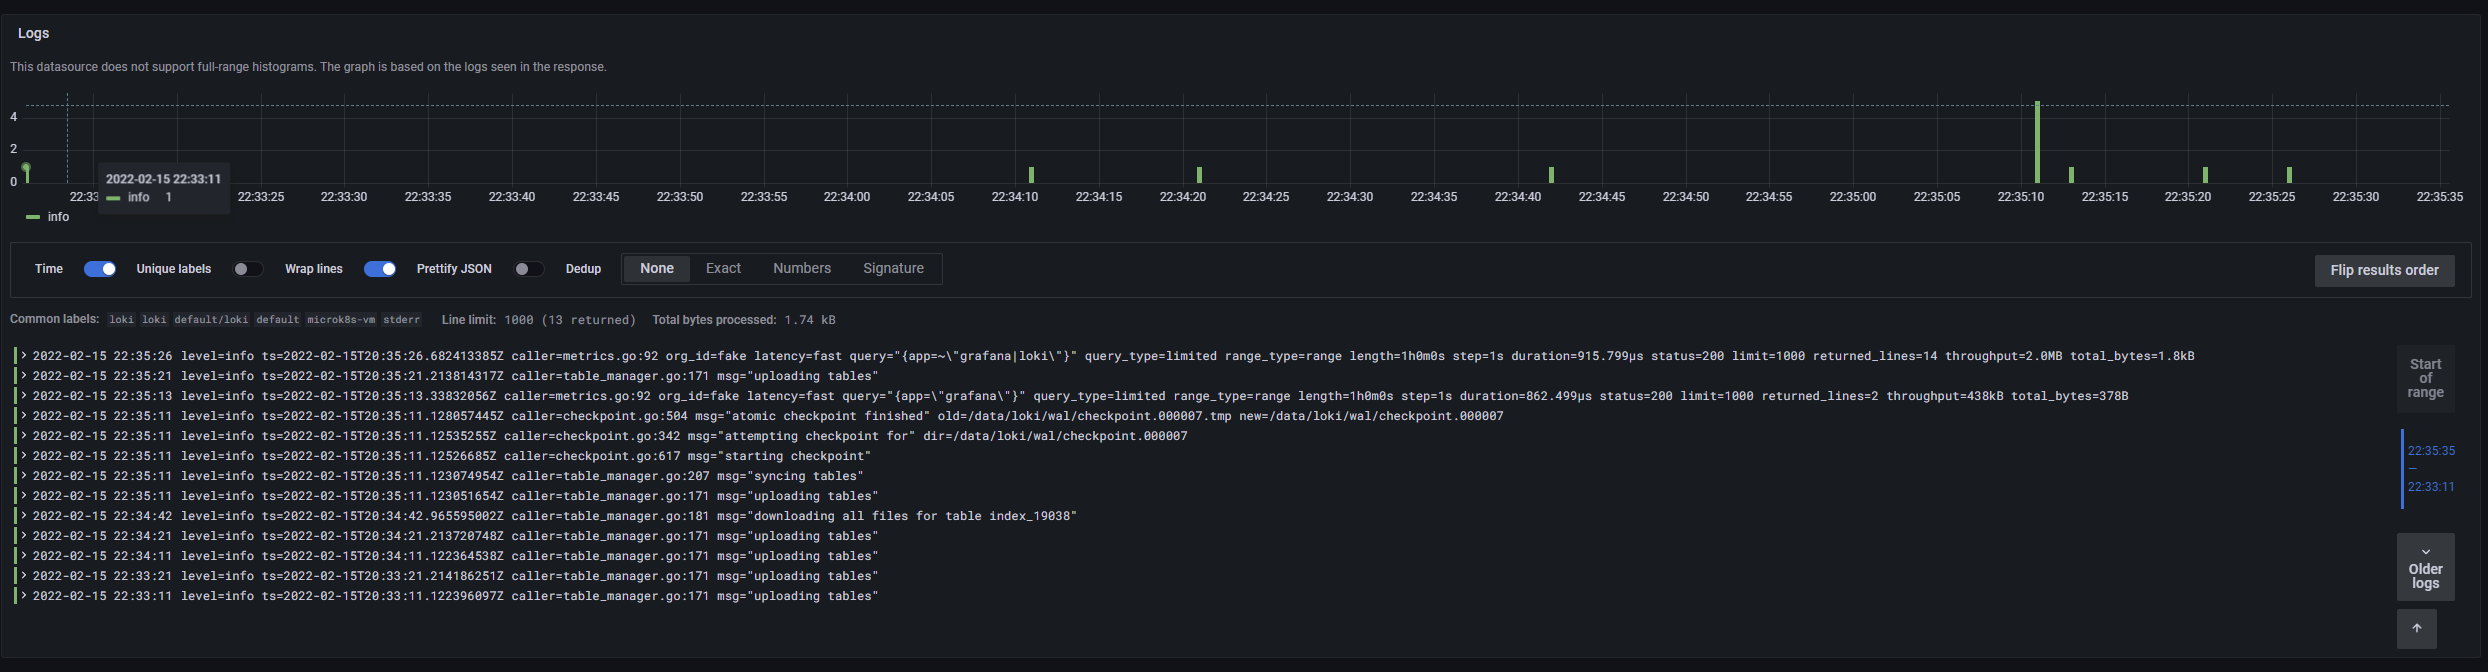 Logs
This datasource does not support full-range histograms. The graph is based on the logs seen in the response.
4
2
0
2022-02-15 22:33:11
info 1
22:33 22:33:25 22:33:30 22:33:35 22:33:40 22:33:45 22:33:50 22:33:55 22:34:00 22:34:05 22:34:10 22:34:15 22:34:20 22:34:25 22:34:30 22:34:35 22:34:40 22:34:45 22:34:50 22:34:55 22:35:00 22:35:05 22:35:10 22:35:15 22:35:20 22:35:25 22:35:30 22:35:35
info
Time Unique labels Wrap lines Prettify JSON Dedup None Exact Numbers Signature Flip results order
Common labels: loki loki default/loki default microk8s-vm stderr Line limit: 1000 (13 returned) Total bytes processed: 1.74 kB
2022-02-15 22:35:26 level=info ts=2022-02-15T20:35:26.682413385Z caller=metrics.go:92 org_id=fake latency=fast query="{app=~\"grafana|loki\"}" query_type=limited range_type=range length=1h0m0s step=1s duration=915.799µs status=200 limit=1000 returned_lines=14 throughput=2.0MB total_bytes=1.8kB
2022-02-15 22:35:21 level=info ts=2022-02-15T20:35:21.213814317Z caller=table_manager.go:171 msg="uploading tables"
2022-02-15 22:35:13 level=info ts=2022-02-15T20:35:13.33832056Z caller=metrics.go:92 org_id=fake latency=fast query="{app=\"grafana\"}" query_type=limited range_type=range length=1h0m0s step=1s duration=862.499µs status=200 limit=1000 returned_lines=2 throughput=438kB total_bytes=378B
2022-02-15 22:35:11 level=info ts=2022-02-15T20:35:11.128057445Z caller=checkpoint.go:504 msg="atomic checkpoint finished" old=/data/loki/wal/checkpoint.000007.tmp new=/data/loki/wal/checkpoint.000007
2022-02-15 22:35:11 level=info ts=2022-02-15T20:35:11.12535255Z caller=checkpoint.go:342 msg="attempting checkpoint for" dir=/data/loki/wal/checkpoint.000007
2022-02-15 22:35:11 level=info ts=2022-02-15T20:35:11.12526685Z caller=checkpoint.go:617 msg="starting checkpoint"
2022-02-15 22:35:11 level=info ts=2022-02-15T20:35:11.123074954Z caller=table_manager.go:207 msg="syncing tables"
2022-02-15 22:35:11 level=info ts=2022-02-15T20:35:11.123051654Z caller=table_manager.go:171 msg="uploading tables"
2022-02-15 22:34:42 level=info ts=2022-02-15T20:34:42.965595002Z caller=table_manager.go:181 msg="downloading all files for table index_19038"
2022-02-15 22:34:21 level=info ts=2022-02-15T20:34:21.213720748Z caller=table_manager.go:171 msg="uploading tables"
2022-02-15 22:34:11 level=info ts=2022-02-15T20:34:11.122364538Z caller=table_manager.go:171 msg="uploading tables"
2022-02-15 22:33:21 level=info ts=2022-02-15T20:33:21.214186251Z caller=table_manager.go:171 msg="uploading tables"
2022-02-15 22:33:11 level=info ts=2022-02-15T20:33:11.122396097Z caller=table_manager.go:171 msg="uploading tables"
Start
of
range
22:35:35
—
22:33:11
Older
logs